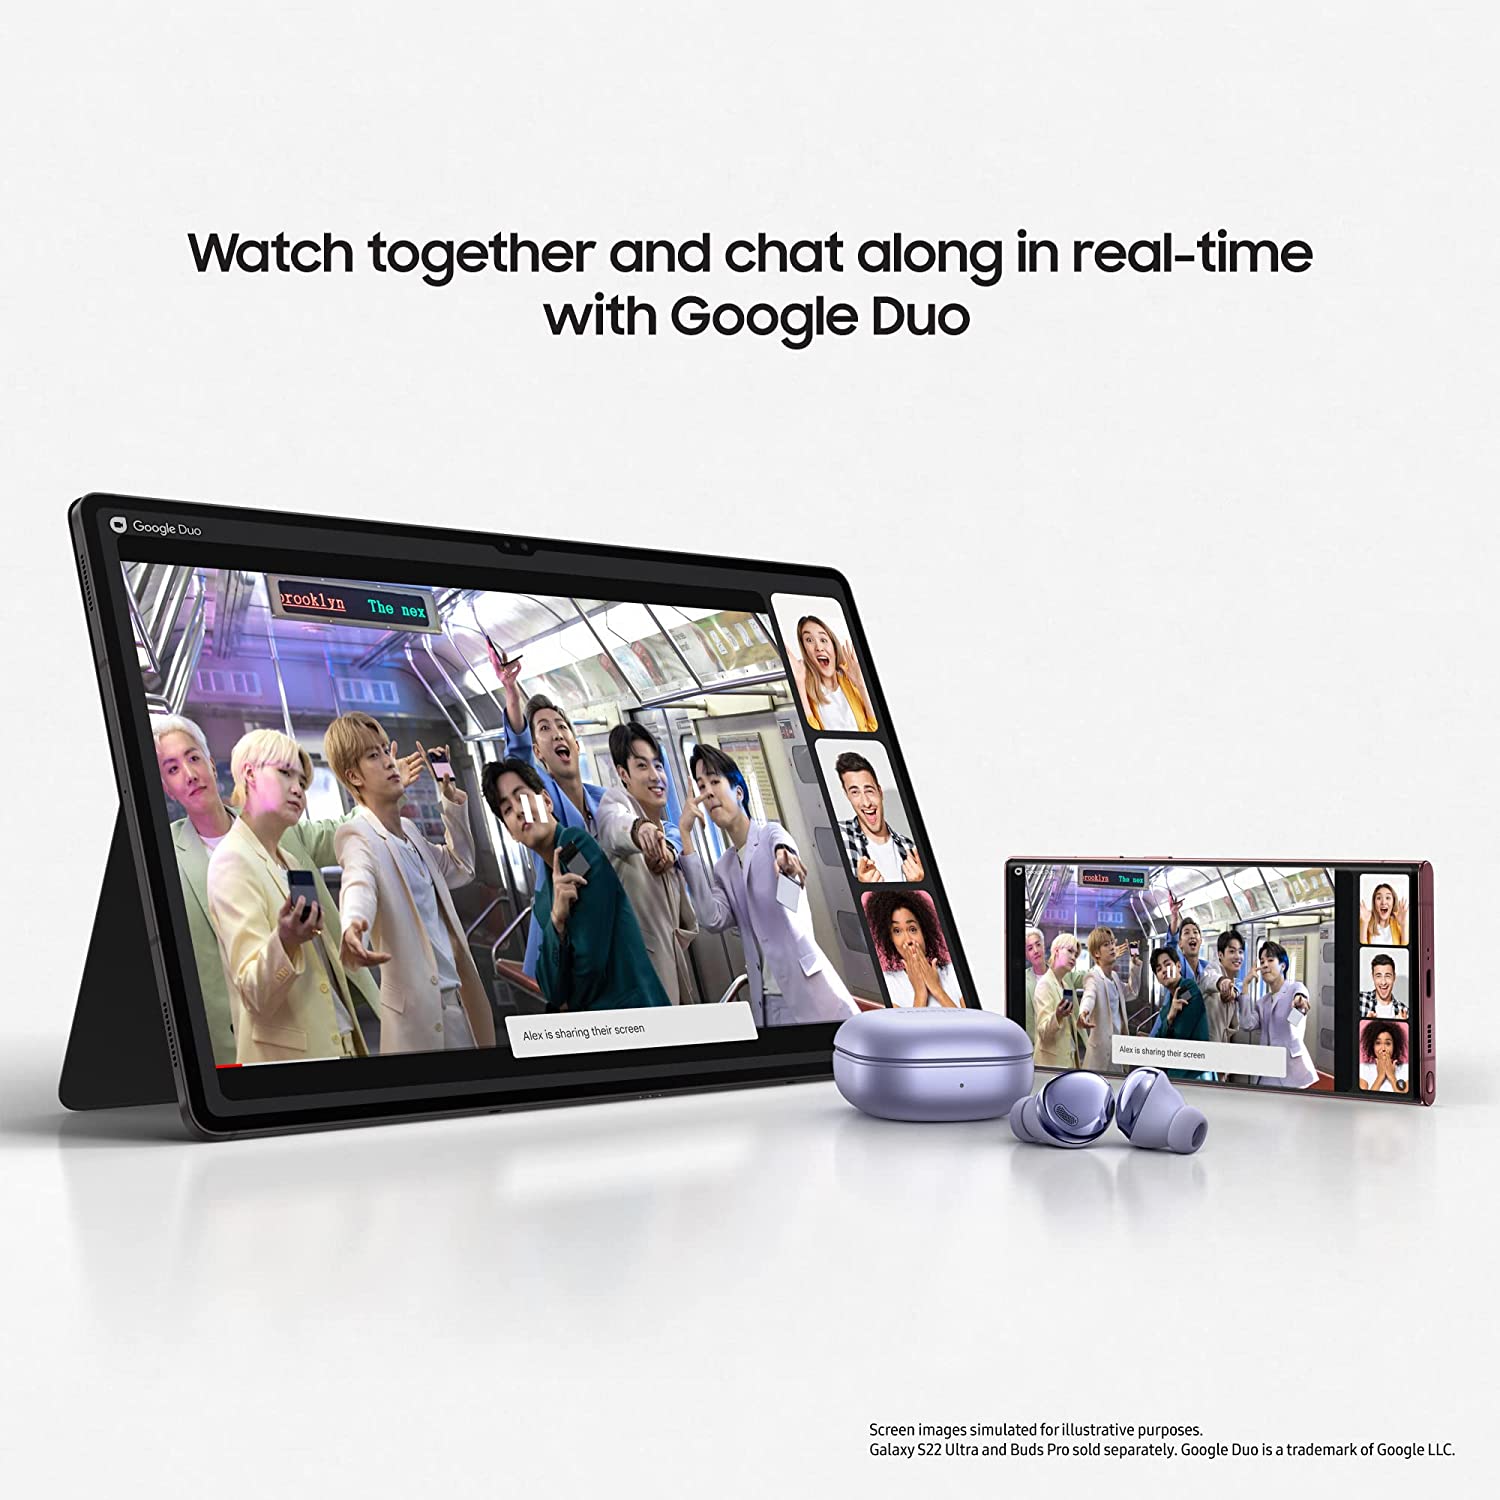 Watch together and chat along in real-time
with Google Duo
Google Duo
brooklyn The nex
Alex is sharing their screen
rooklyn The nex
Alex is sharing their screen
Screen images simulated for illustrative purposes.
Galaxy S22 Ultra and Buds Pro sold separately. Google Duo is a trademark of Google LLC.